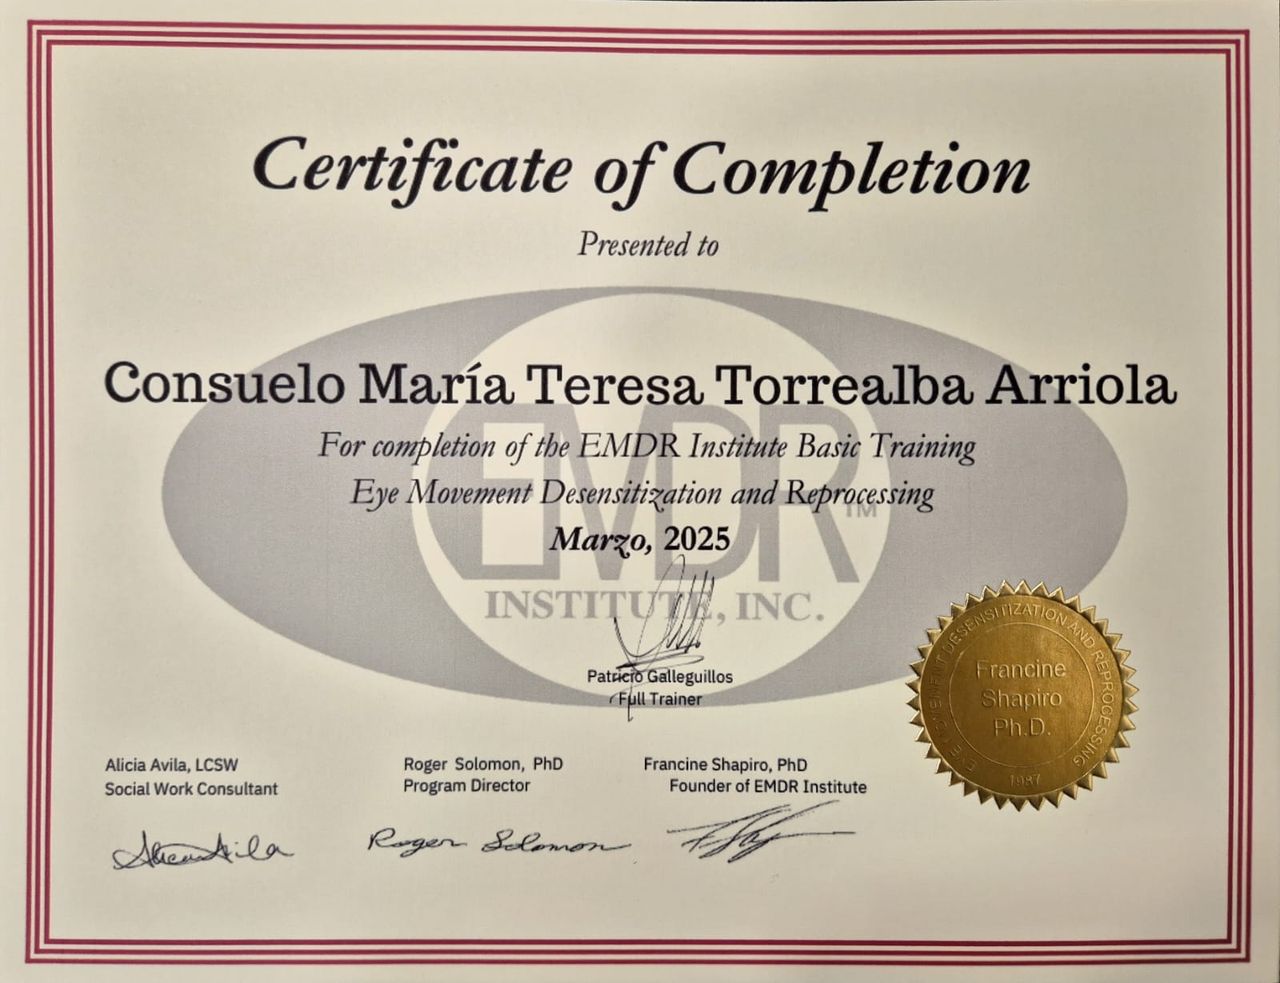 Certificate of Completion
Presented to
Consuelo María Teresa Torrealba Arriola
For completion of the EMDR Institute Basic Training
Eye Movement Desensitization and Reprocessing
Marzo, 2025
EMDR™
INSTITUTE, INC.
Patricio Galleguillos
Full Trainer
Alicia Avila, LCSW
Social Work Consultant
Alicia Avila
Roger Solomon, PhD
Program Director
Roger Solomon
Francine Shapiro, PhD
Founder of EMDR Institute
EYE MOVEMENT DESENSITIZATION AND REPROCESSING
Francine
Shapiro
Ph.D.
1987